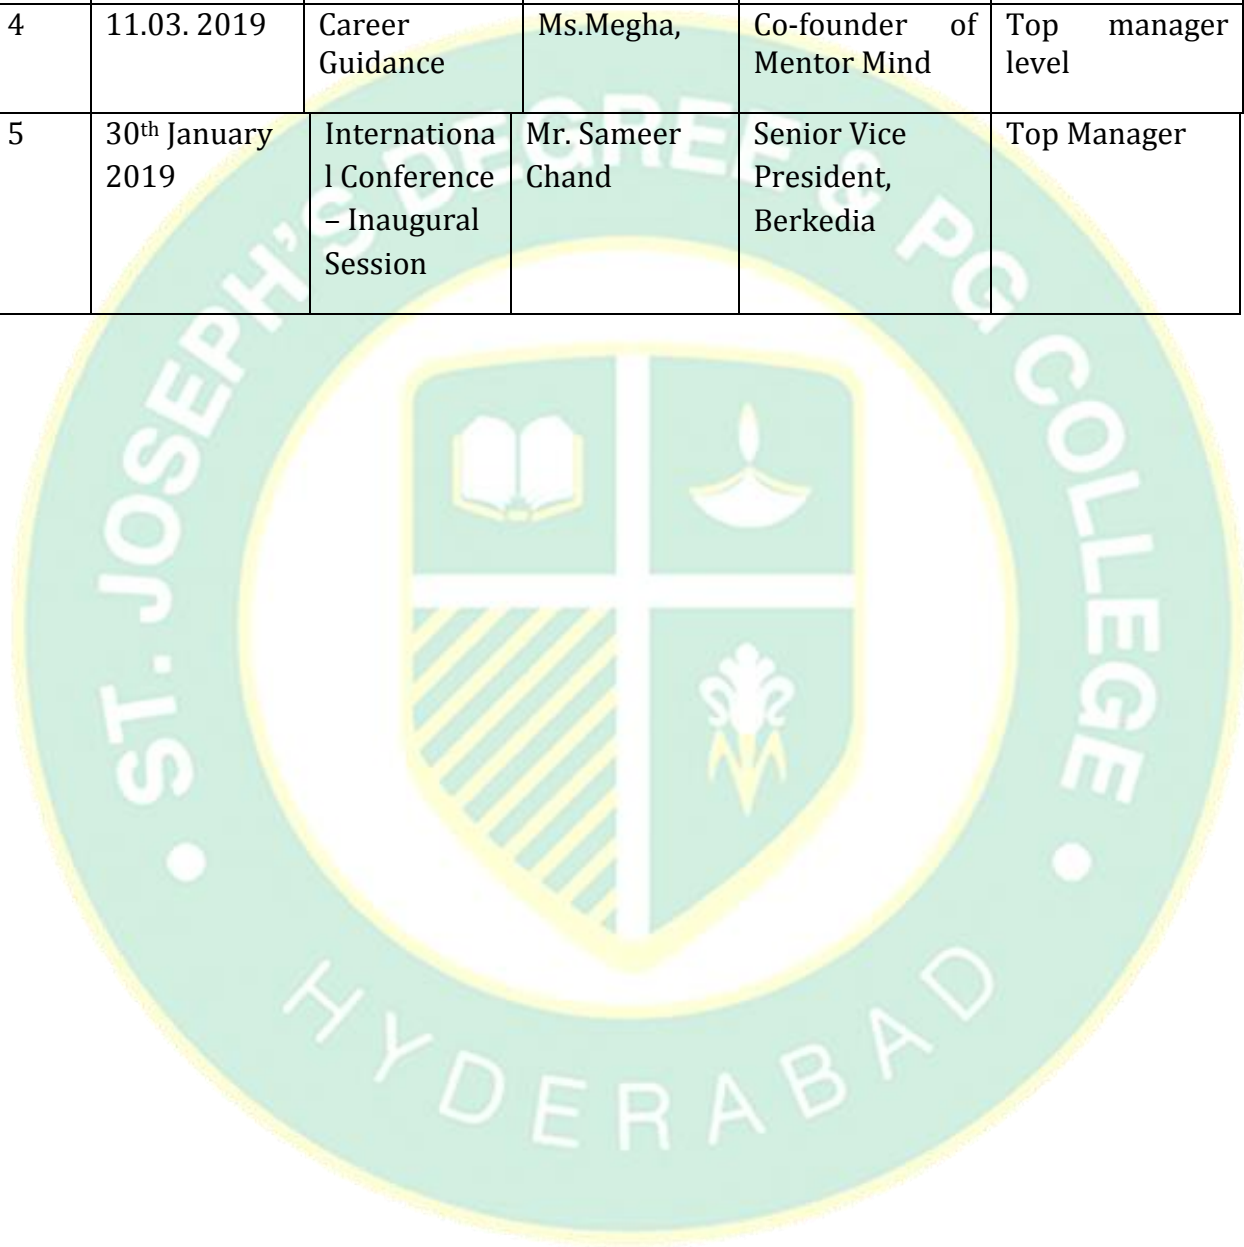 4 11.03. 2019 Career Guidance Ms.Megha, Co-founder of Mentor Mind Top manager level
5 30th January 2019 Internationa l Conference – Inaugural Session Mr. Sameer Chand Senior Vice President, Berkedia Top Manager
ST. JOSEPH'S DEGREE & PG COLLEGE
HYDERABAD